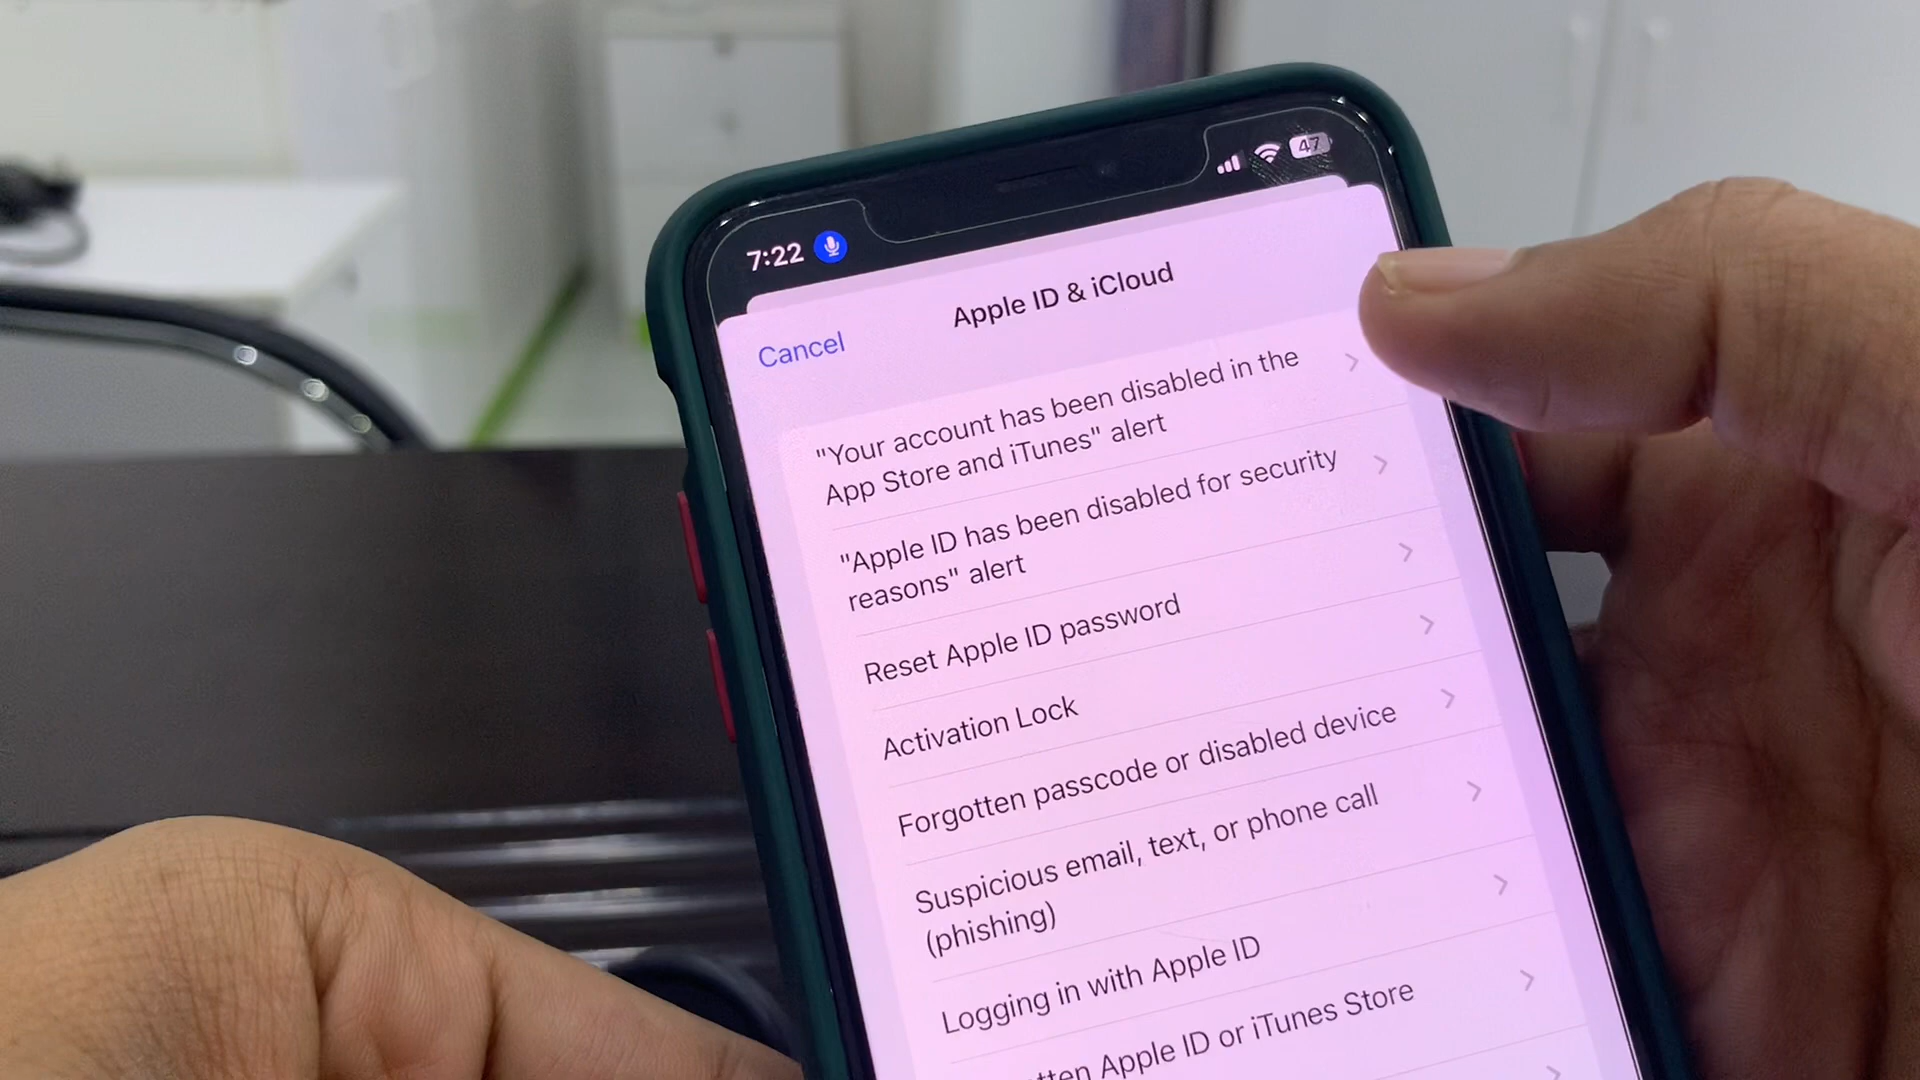 7:22
47
Cancel
Apple ID & iCloud
"Your account has been disabled in the
App Store and iTunes" alert
"Apple ID has been disabled for security
reasons" alert
Reset Apple ID password
Activation Lock
Forgotten passcode or disabled device
Suspicious email, text, or phone call
(phishing)
Logging in with Apple ID
Apple ID or iTunes Store